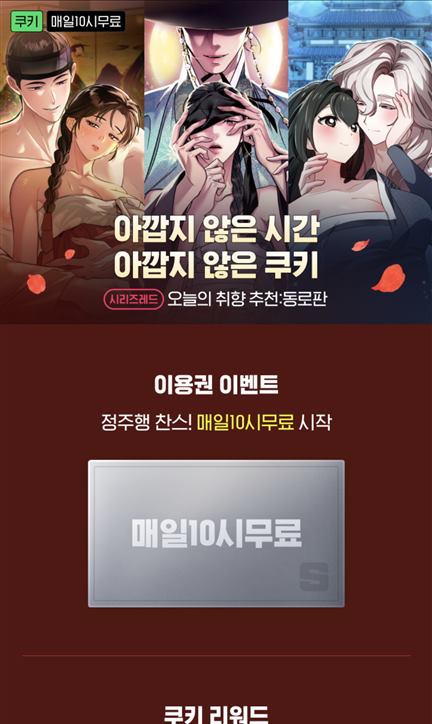 쿠키 매일10시무료
아깝지 않은 시간
아깝지 않은 쿠키
시리즈레드 오늘의 취향 추천:동로판
이용권 이벤트
정주행 찬스! 매일10시무료 시작
매일10시무료
S
쿠키 리워드